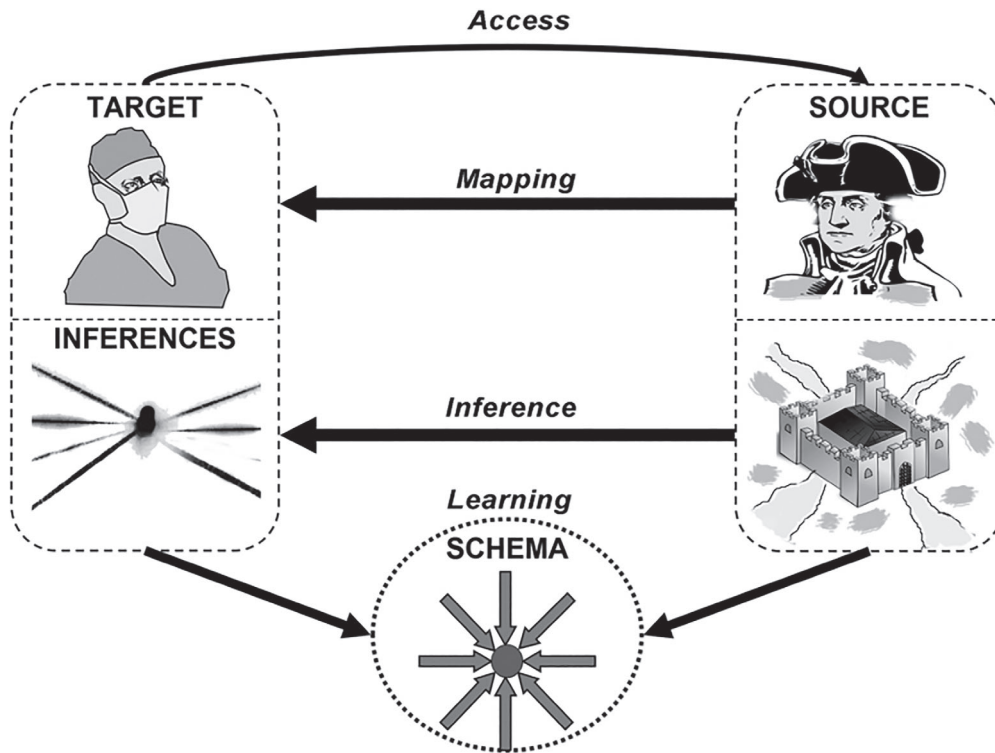 Access
TARGET
SOURCE
Mapping
INFERENCES
Inference
Learning
SCHEMA